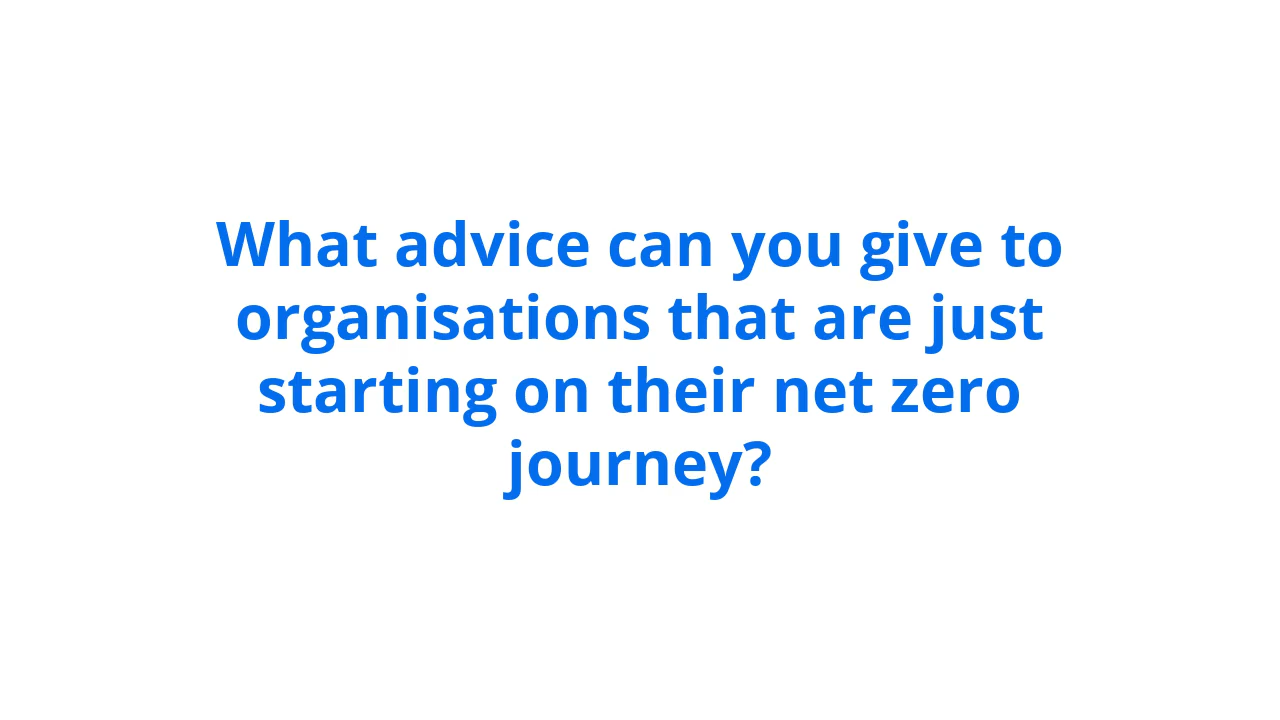 What advice can you give to
organisations that are just
starting on their net zero
journey?